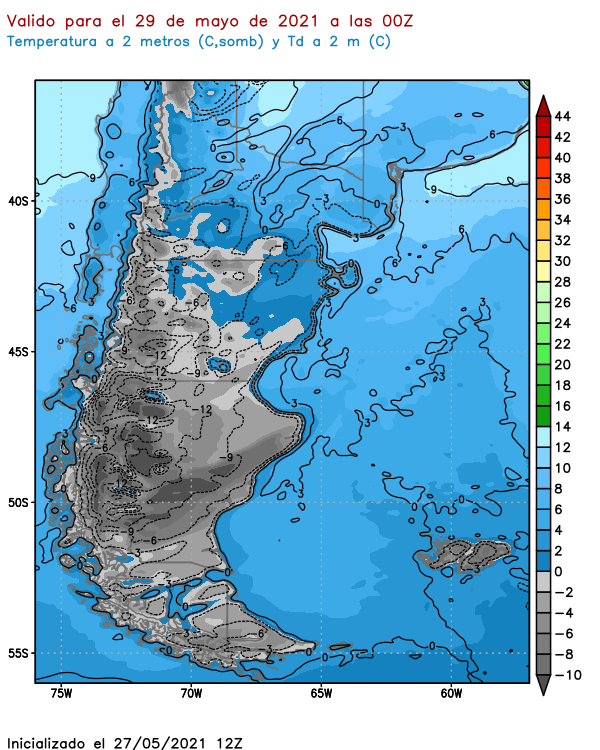 Valido para el 29 de mayo de 2021 a las 00Z
Temperatura a 2 metros (C,somb) y Td a 2 m (C)
44
42
40
38
36
34
32
30
28
26
24
22
20
18
16
14
12
10
8
6
4
2
0
−2
−4
−6
−8
−10
40S
45S
50S
55S
75W
70W
65W
60W
Inicializado el 27/05/2021 12Z